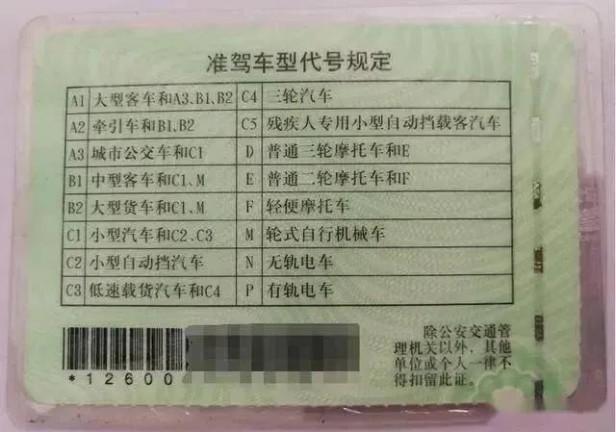 准驾车型代号规定
A1 大型客车和A3、B1、B2 C4 三轮汽车
A2 牵引车和B1、B2 C5 残疾人专用小型自动挡载客汽车
A3 城市公交车和C1 D 普通三轮摩托车和E
B1 中型客车和C1、M E 普通二轮摩托车和F
B2 大型货车和C1、M F 轻便摩托车
C1 小型汽车和C2、C3 M 轮式自行机械车
C2 小型自动挡汽车 N 无轨电车
C3 低速载货汽车和C4 P 有轨电车
*12600
除公安交通管
理机关以外，其他
单位或个人一律不
得扣留此证。